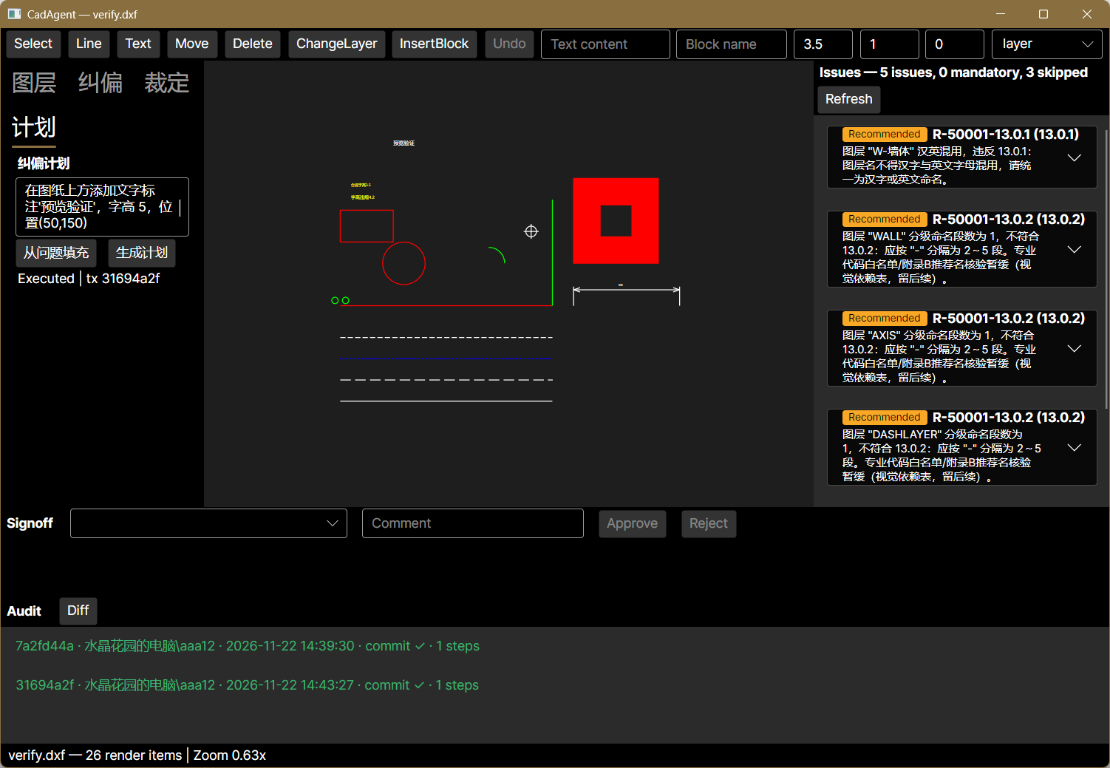 CadAgent — verify.dxf
Select Line Text Move Delete ChangeLayer InsertBlock Undo Text content Block name 3.5 1 0 layer
图层 纠偏 裁定
计划
纠偏计划
在图纸上方添加文字标
注'预览验证'，字高 5，位
置(50,150)
从问题填充 生成计划
Executed | tx 31694a2f
预览验证
Issues — 5 issues, 0 mandatory, 3 skipped
Refresh
Recommended R-50001-13.0.1 (13.0.1)
图层 "W-墙体" 汉英混用，违反 13.0.1:
图层名不得汉字与英文字母混用，请统
一为汉字或英文命名。
Recommended R-50001-13.0.2 (13.0.2)
图层 "WALL" 分级命名段数为 1，不符合
13.0.2：应按 "-" 分隔为 2～5 段。专业
代码白名单/附录B推荐名核验暂缓（视
觉依赖表，留后续）。
Recommended R-50001-13.0.2 (13.0.2)
图层 "AXIS" 分级命名段数为 1，不符合
13.0.2：应按 "-" 分隔为 2～5 段。专业
代码白名单/附录B推荐名核验暂缓（视
觉依赖表，留后续）。
Recommended R-50001-13.0.2 (13.0.2)
图层 "DASHLAYER" 分级命名段数为
1，不符合 13.0.2：应按 "-" 分隔为 2～5
段。专业代码白名单/附录B推荐名核验
暂缓（视觉依赖表，留后续）。
Signoff Comment Approve Reject
Audit Diff
7a2fd44a · 水晶花园的电脑\aaa12 · 2026-11-22 14:39:30 · commit ✓ · 1 steps
31694a2f · 水晶花园的电脑\aaa12 · 2026-11-22 14:43:27 · commit ✓ · 1 steps
verify.dxf — 26 render items | Zoom 0.63x